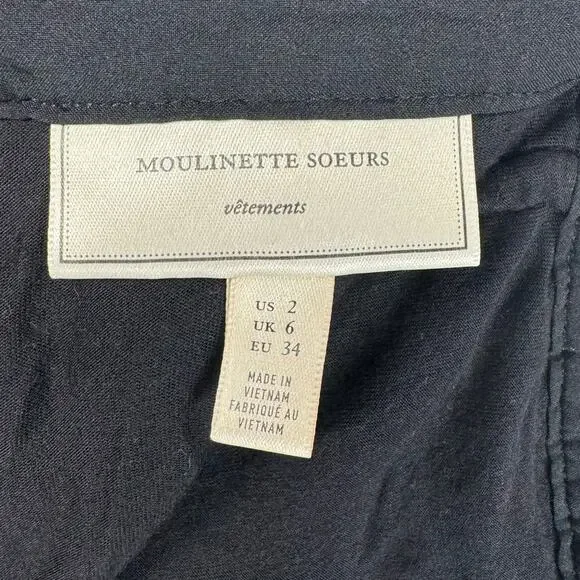 MOULINETTE SOEURS
vêtements
US 2
UK 6
EU 34
MADE IN
VIETNAM
FABRIQUÉ AU
VIETNAM